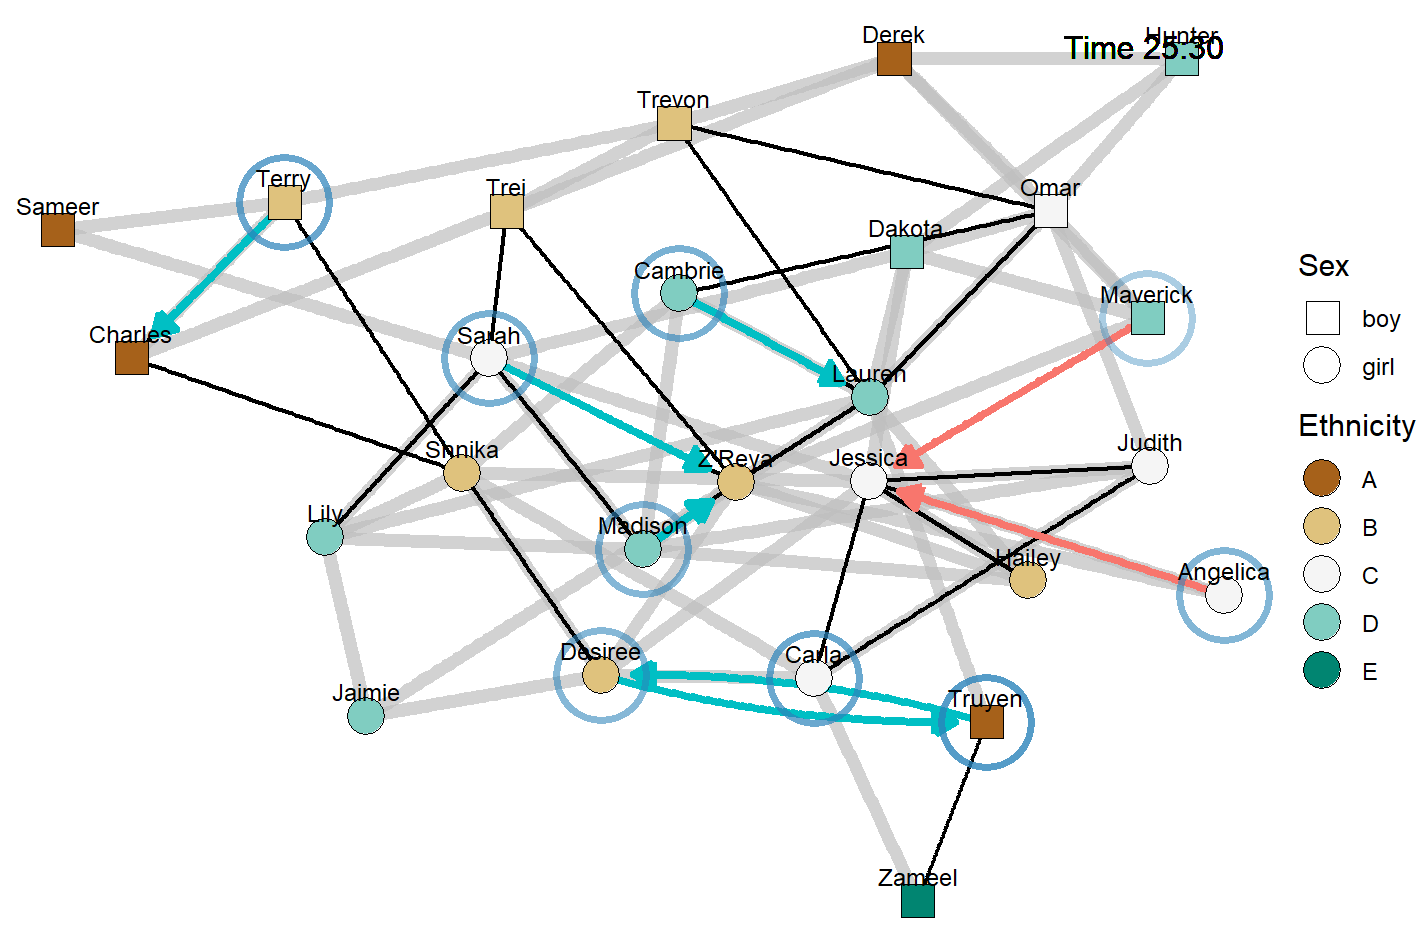 Derek
Hunter
Time 25:30
Trevon
Terry
Trei
Omar
Sameer
Dakota
Cambrie
Maverick
Charles
Sarah
Lauren
Shnika
Z'Reya
Jessica
Judith
Lily
Madison
Hailey
Angelica
Desiree
Carla
Jaimie
Truyen
Zameel
Sex
boy
girl
Ethnicity
A
B
C
D
E